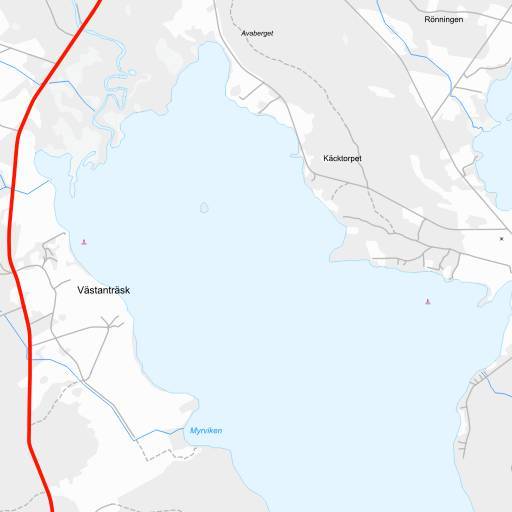 Rönningen
Avaberget
Käcktorpet
Västanträsk
Myrviken